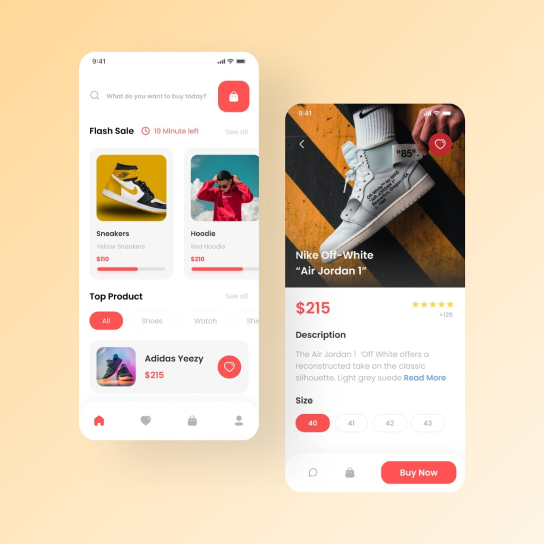 9:41
What do you want to buy today?
Flash Sale
19 Minute left
See all
Sneakers
Yellow Sneakers
$110
Hoodie
Red Hoodie
$210
Top Product
See all
All
Shoes
Watch
Adidas Yeezy
$215
9:41
"85"
Nike Off-White
“Air Jordan 1”
$215
+125
Description
The Air Jordan 1 'Off White offers a
reconstructed take on the classic
silhouette. Light grey suede Read More
Size
40
41
42
43
Buy Now